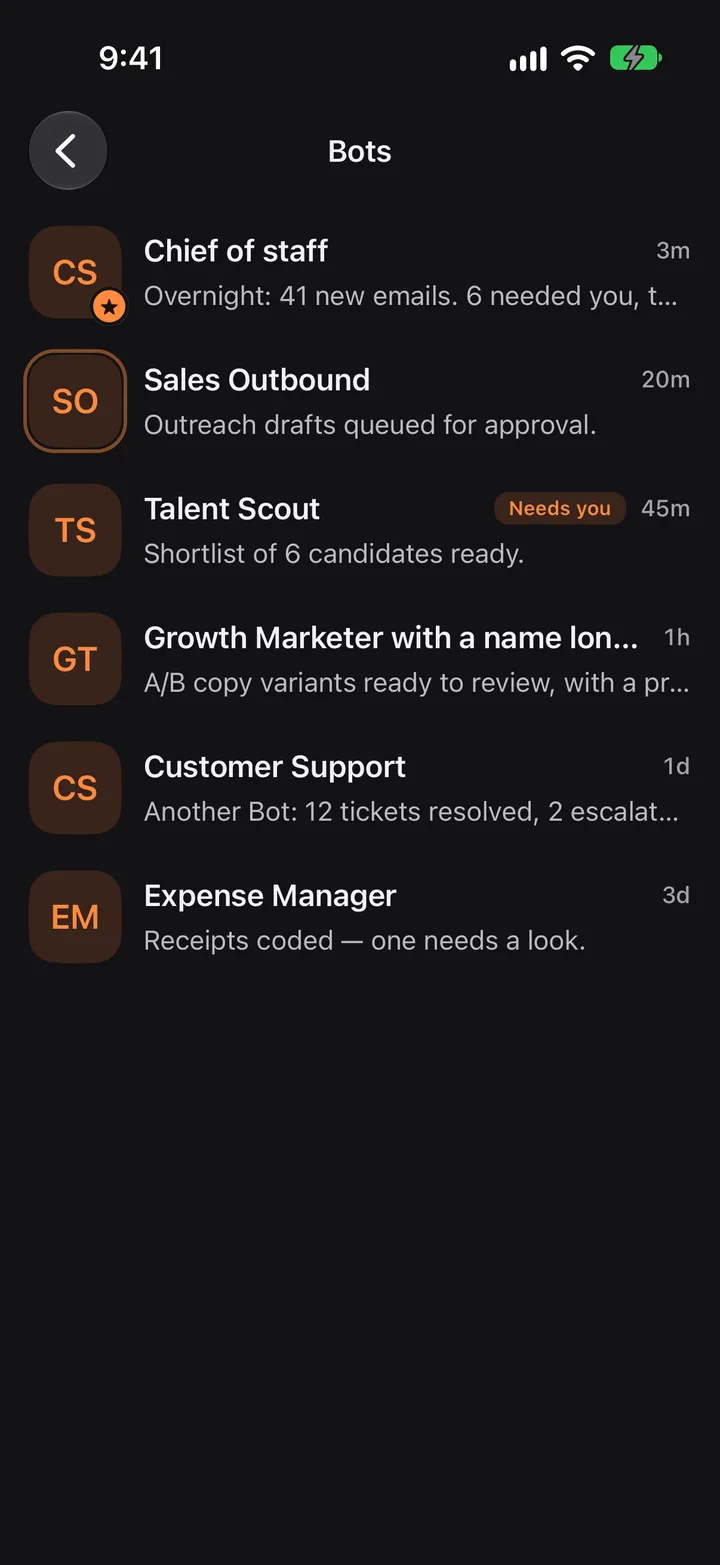 9:41
Bots
CS
Chief of staff 3m
Overnight: 41 new emails. 6 needed you, t...
SO
Sales Outbound 20m
Outreach drafts queued for approval.
TS
Talent Scout Needs you 45m
Shortlist of 6 candidates ready.
GT
Growth Marketer with a name lon... 1h
A/B copy variants ready to review, with a pr...
CS
Customer Support 1d
Another Bot: 12 tickets resolved, 2 escalat...
EM
Expense Manager 3d
Receipts coded — one needs a look.